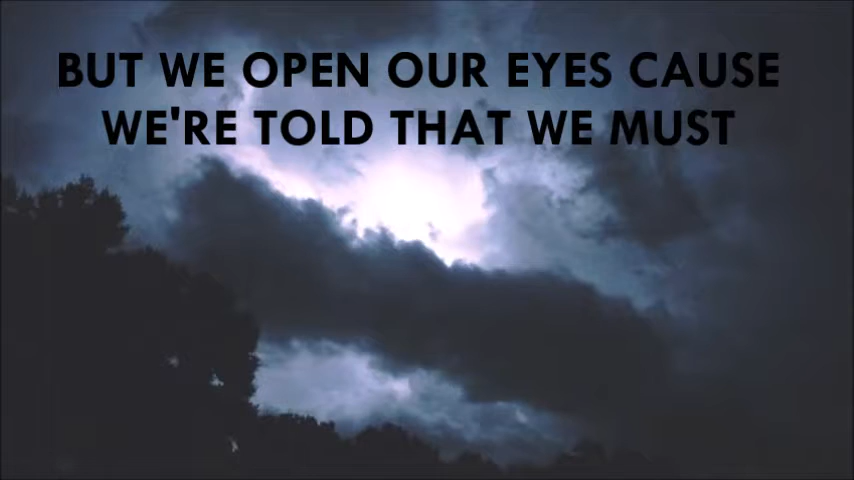 BUT WE OPEN OUR EYES CAUSE
WE'RE TOLD THAT WE MUST